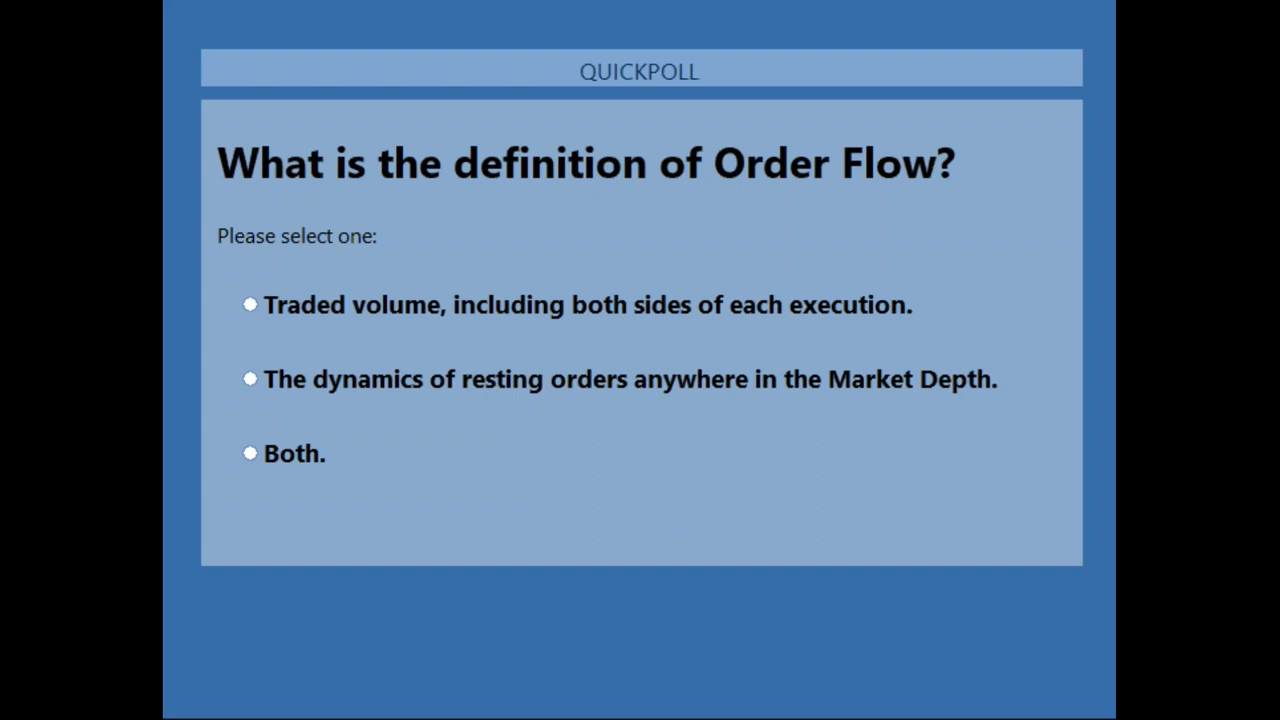 QUICKPOLL
What is the definition of Order Flow?
Please select one:
Traded volume, including both sides of each execution.
The dynamics of resting orders anywhere in the Market Depth.
Both.